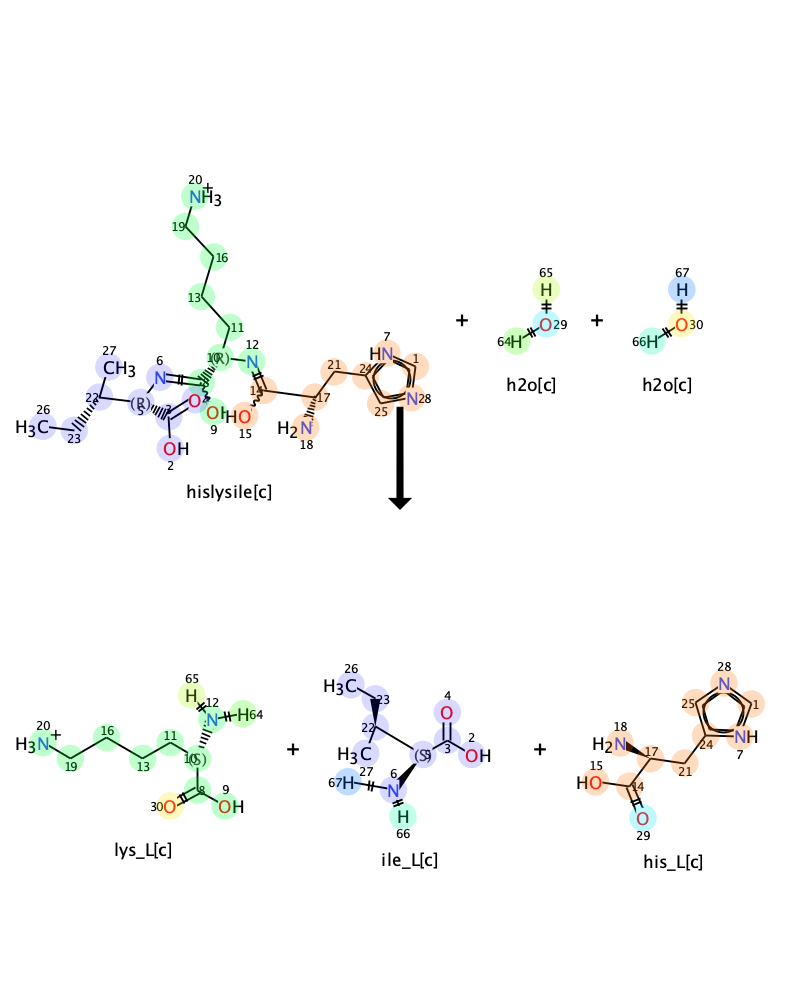 20
NH3+
19
16
13
11
27
CH3
6
N
10
(R)
12
N
7
HN
1
21
24
22
(R)
5
3
O
14
17
25
N
28
26
H3C
23
OH
9
HO
15
H2N
18
OH
2
hislysile[c]
+
65
H
64
H
O
29
h2o[c]
+
67
H
66
H
O
30
h2o[c]
65
H
12
N
H
64
20
H3N+
19
16
13
11
10
(S)
8
9
30
O
OH
lys_L[c]
+
26
H3C
23
4
O
22
2
3
OH
H3C
27
(S)
67
H
6
N
H
66
ile_L[c]
+
28
N
25
1
18
H2N
17
24
NH
7
21
15
HO
14
O
29
his_L[c]